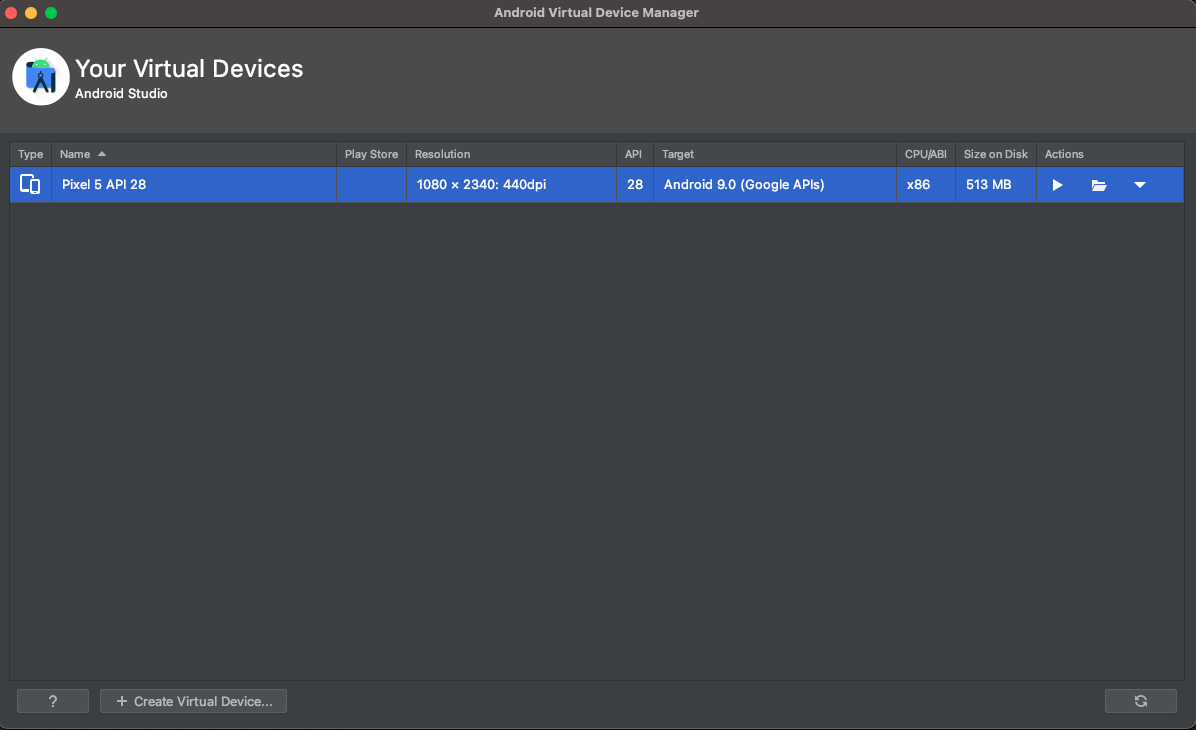 Android Virtual Device Manager
Your Virtual Devices
Android Studio
Type Name Play Store Resolution API Target CPU/ABI Size on Disk Actions
Pixel 5 API 28 1080 × 2340: 440dpi 28 Android 9.0 (Google APIs) x86 513 MB
? + Create Virtual Device...